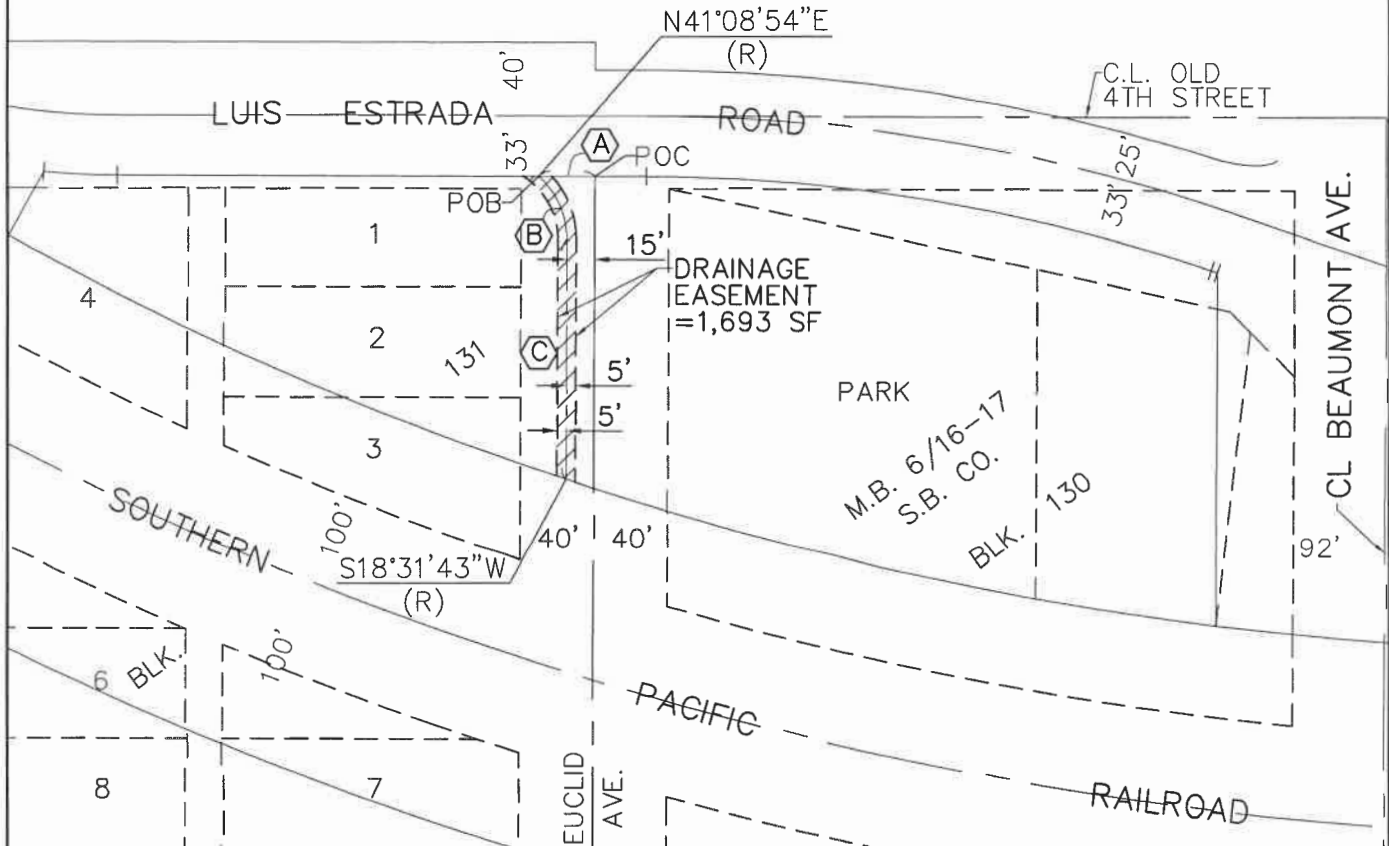 N41°08'54"E
(R)
40'
C.L. OLD
4TH STREET
LUIS ESTRADA ROAD
33'
A
POC
25'
33'
POB
B
1
15'
DRAINAGE
EASEMENT
=1,693 SF
4
2
131
C
5'
PARK
5'
3
M.B. 6/16-17
S.B. CO.
BLK. 130
CL BEAUMONT AVE.
SOUTHERN
100'
40'
40'
92'
S18°31'43"W
(R)
6
BLK.
100'
PACIFIC
RAILROAD
8
7
EUCLID
AVE.